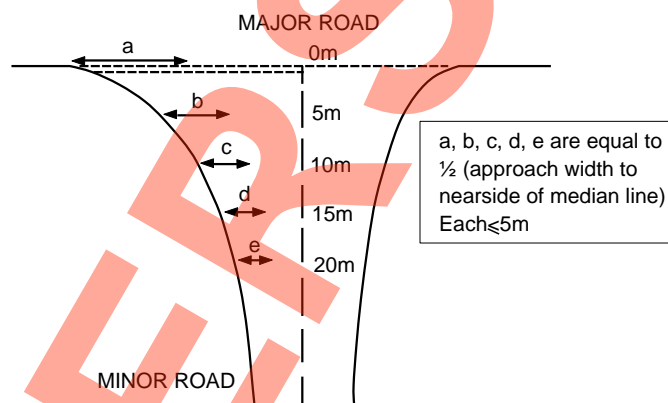 MAJOR ROAD
0m
a
b
5m
c
10m
d
15m
e
20m
a, b, c, d, e are equal to
½ (approach width to
nearside of median line)
Each⩽5m
MINOR ROAD
ERS